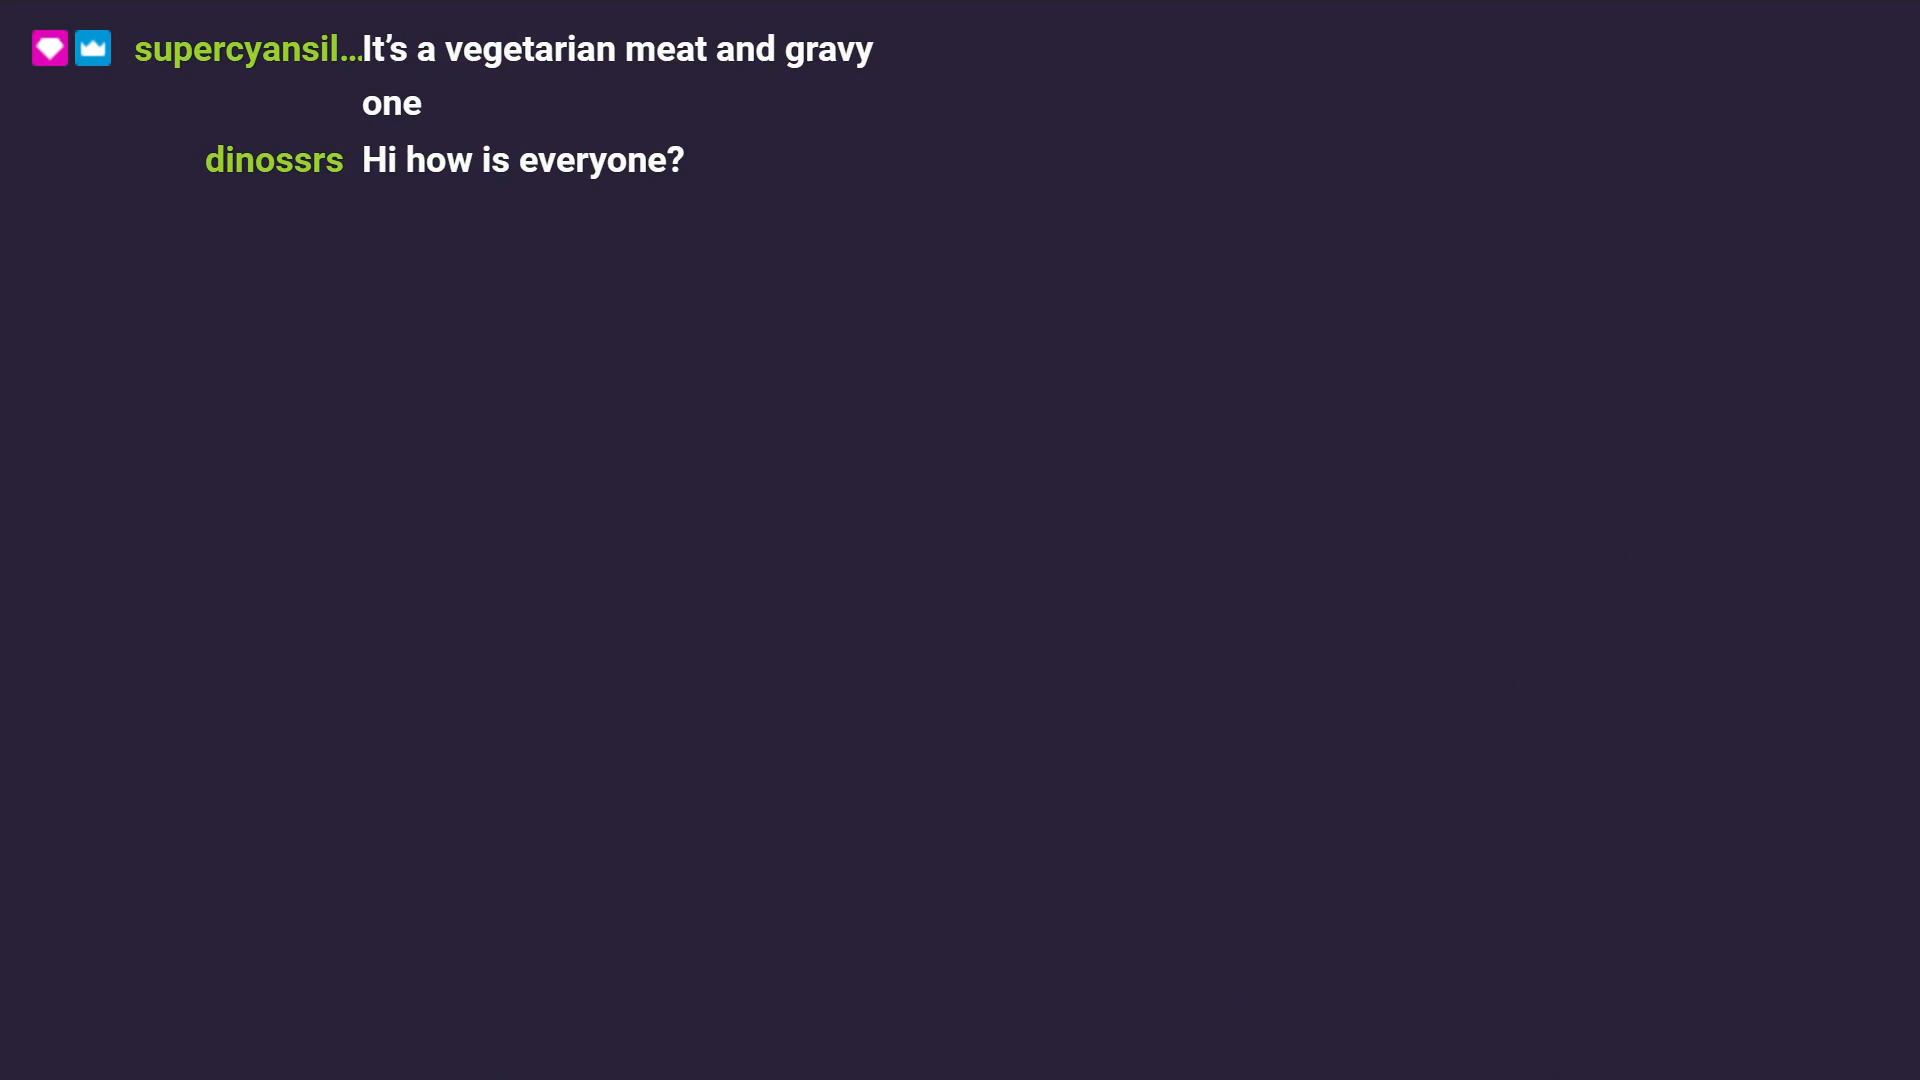 supercyansil...It’s a vegetarian meat and gravy
one
dinossrs Hi how is everyone?